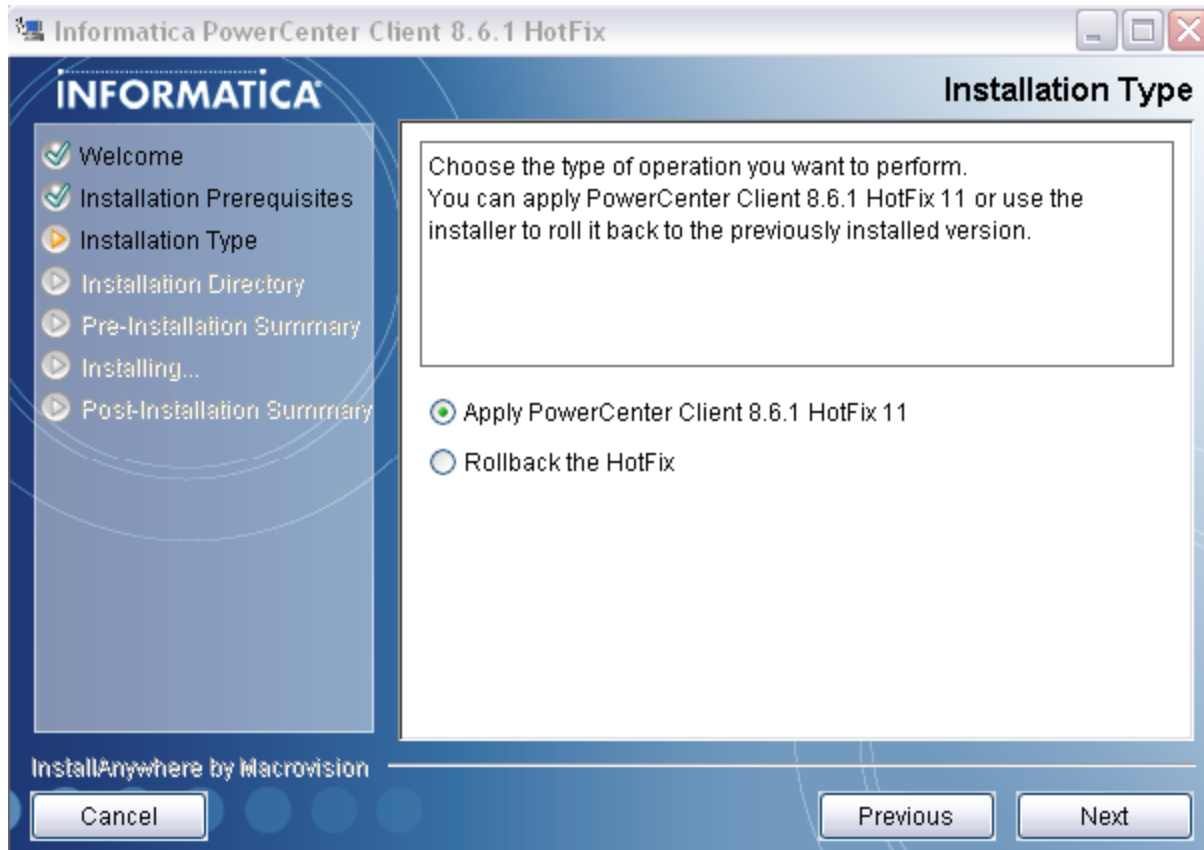 Informatica PowerCenter Client 8.6.1 HotFix
INFORMATICA
Installation Type
Welcome
Installation Prerequisites
Installation Type
Installation Directory
Pre-Installation Summary
Installing...
Post-Installation Summary
Choose the type of operation you want to perform.
You can apply PowerCenter Client 8.6.1 HotFix 11 or use the
installer to roll it back to the previously installed version.
Apply PowerCenter Client 8.6.1 HotFix 11
Rollback the HotFix
InstallAnywhere by Macrovision
Cancel
Previous
Next